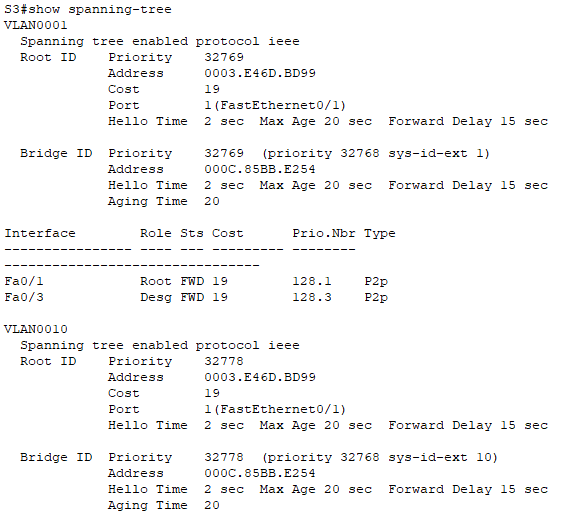 S3#show spanning-tree
VLAN0001
  Spanning tree enabled protocol ieee
  Root ID    Priority    32769
             Address     0003.E46D.BD99
             Cost        19
             Port        1(FastEthernet0/1)
             Hello Time  2 sec  Max Age 20 sec  Forward Delay 15 sec

  Bridge ID  Priority    32769  (priority 32768 sys-id-ext 1)
             Address     000C.85BB.E254
             Hello Time  2 sec  Max Age 20 sec  Forward Delay 15 sec
             Aging Time  20

Interface        Role Sts Cost      Prio.Nbr Type
---------------- ---- --- --------- --------
--------------------------------
Fa0/1            Root FWD 19        128.1    P2p
Fa0/3            Desg FWD 19        128.3    P2p

VLAN0010
  Spanning tree enabled protocol ieee
  Root ID    Priority    32778
             Address     0003.E46D.BD99
             Cost        19
             Port        1(FastEthernet0/1)
             Hello Time  2 sec  Max Age 20 sec  Forward Delay 15 sec

  Bridge ID  Priority    32778  (priority 32768 sys-id-ext 10)
             Address     000C.85BB.E254
             Hello Time  2 sec  Max Age 20 sec  Forward Delay 15 sec
             Aging Time  20